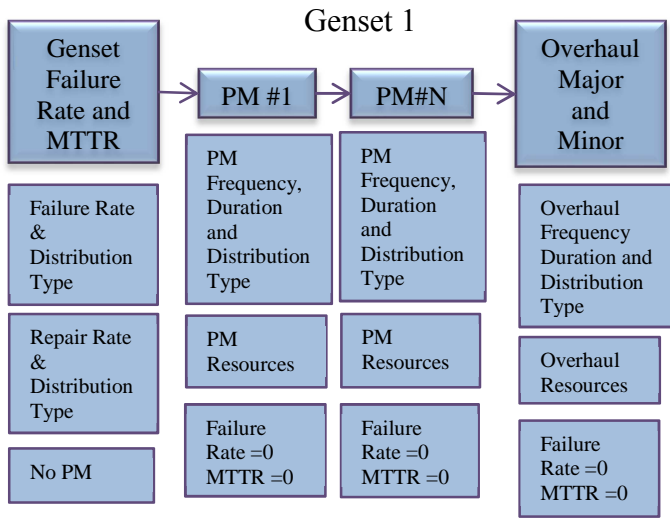 Genset 1
Genset
Failure
Rate and
MTTR
PM #1
PM#N
Overhaul
Major
and
Minor
Failure Rate
&
Distribution
Type
Repair Rate
&
Distribution
Type
No PM
PM
Frequency,
Duration
and
Distribution
Type
PM
Resources
Failure
Rate =0
MTTR =0
PM
Frequency,
Duration
and
Distribution
Type
PM
Resources
Failure
Rate =0
MTTR =0
Overhaul
Frequency
Duration and
Distribution
Type
Overhaul
Resources
Failure
Rate =0
MTTR =0